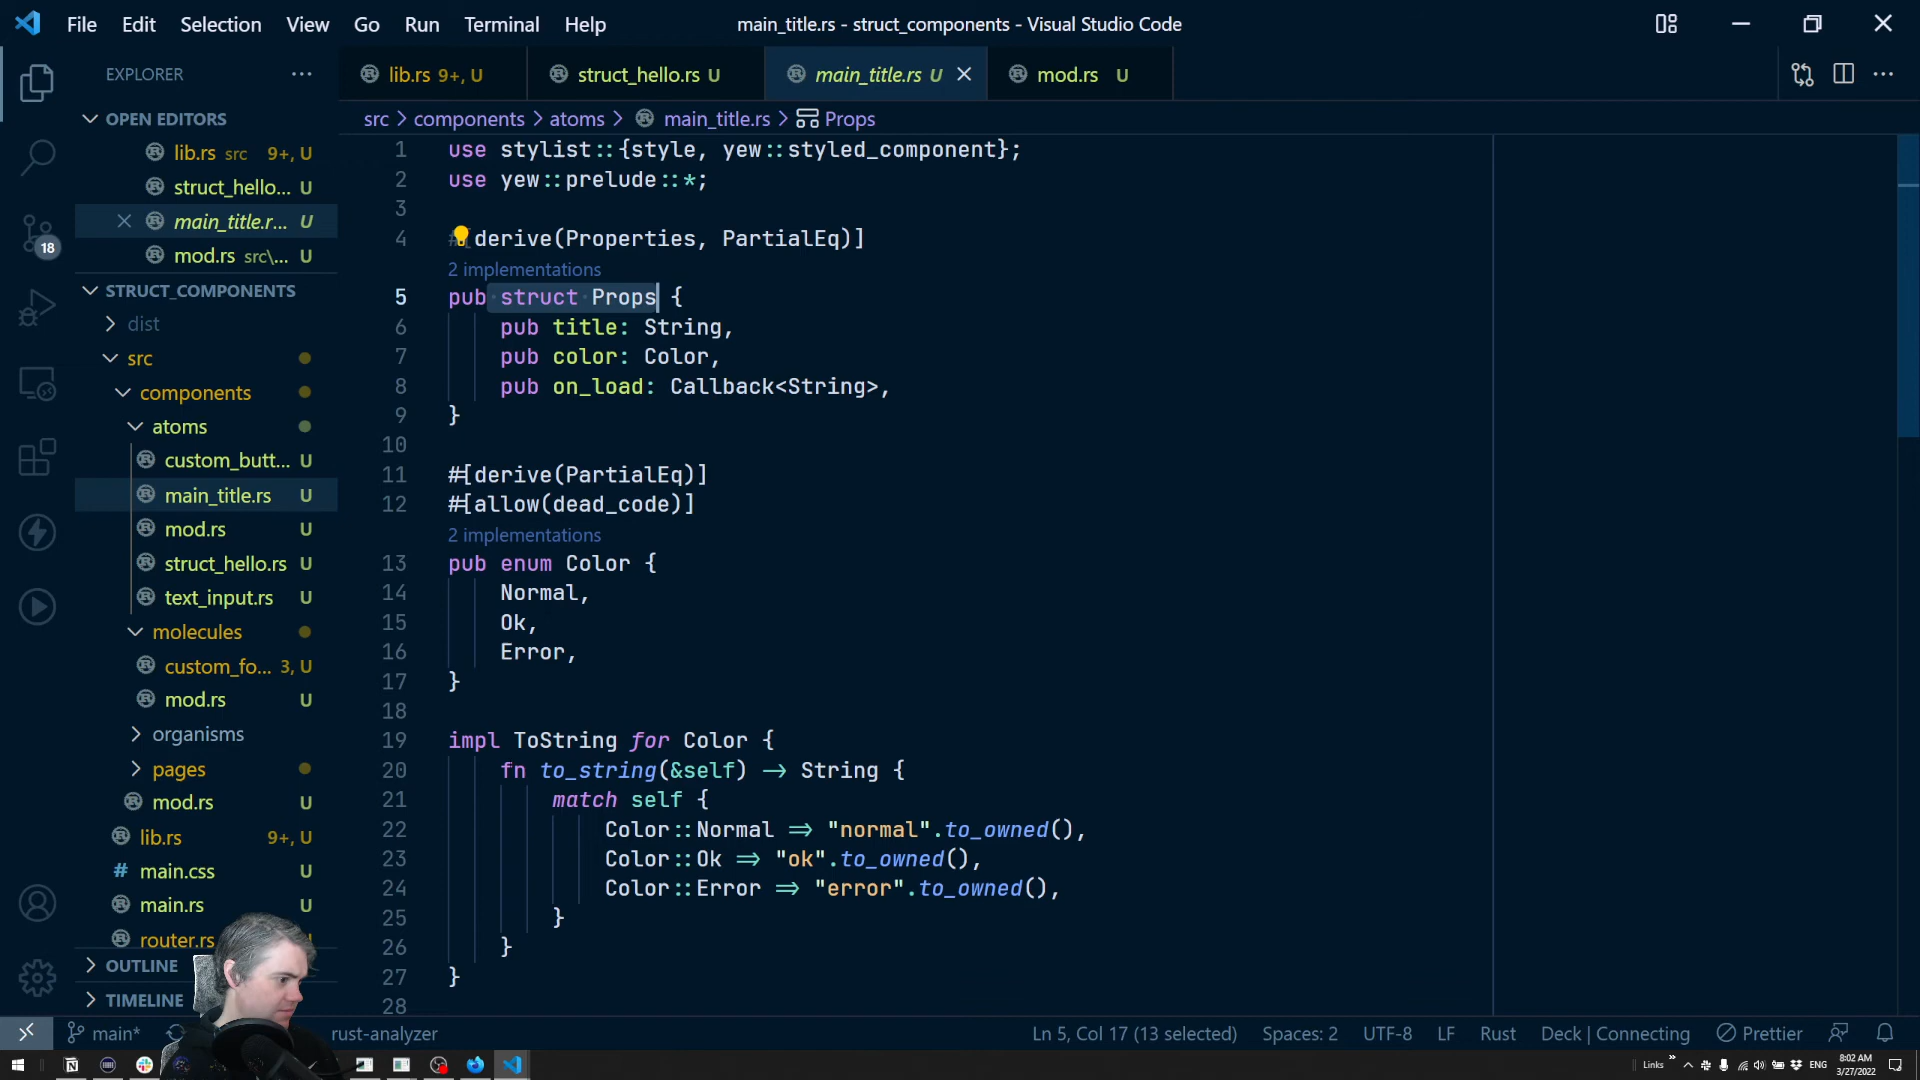 File Edit Selection View Go Run Terminal Help
main_title.rs - struct_components - Visual Studio Code
EXPLORER
lib.rs 9+, U
struct_hello.rs U
main_title.rs U
mod.rs U
OPEN EDITORS
lib.rs src 9+, U
struct_hello... U
main_title.r... U
mod.rs src\... U
STRUCT_COMPONENTS
dist
src
components
atoms
custom_butt... U
main_title.rs U
mod.rs U
struct_hello.rs U
text_input.rs U
molecules
custom_fo... 3, U
mod.rs U
organisms
pages
mod.rs U
lib.rs 9+, U
# main.css U
main.rs U
router.rs
OUTLINE
TIMELINE
18
src > components > atoms > main_title.rs > Props
1 use stylist::{style, yew::styled_component};
2 use yew::prelude::*;
3
4 #[derive(Properties, PartialEq)]
2 implementations
5 pub struct Props {
6 pub title: String,
7 pub color: Color,
8 pub on_load: Callback<String>,
9 }
10
11 #[derive(PartialEq)]
12 #[allow(dead_code)]
2 implementations
13 pub enum Color {
14 Normal,
15 Ok,
16 Error,
17 }
18
19 impl ToString for Color {
20 fn to_string(&self) -> String {
21 match self {
22 Color::Normal => "normal".to_owned(),
23 Color::Ok => "ok".to_owned(),
24 Color::Error => "error".to_owned(),
25 }
26 }
27 }
28
main* rust-analyzer Ln 5, Col 17 (13 selected) Spaces: 2 UTF-8 LF Rust Deck | Connecting Prettier
Links ENG 8:02 AM
3/27/2022